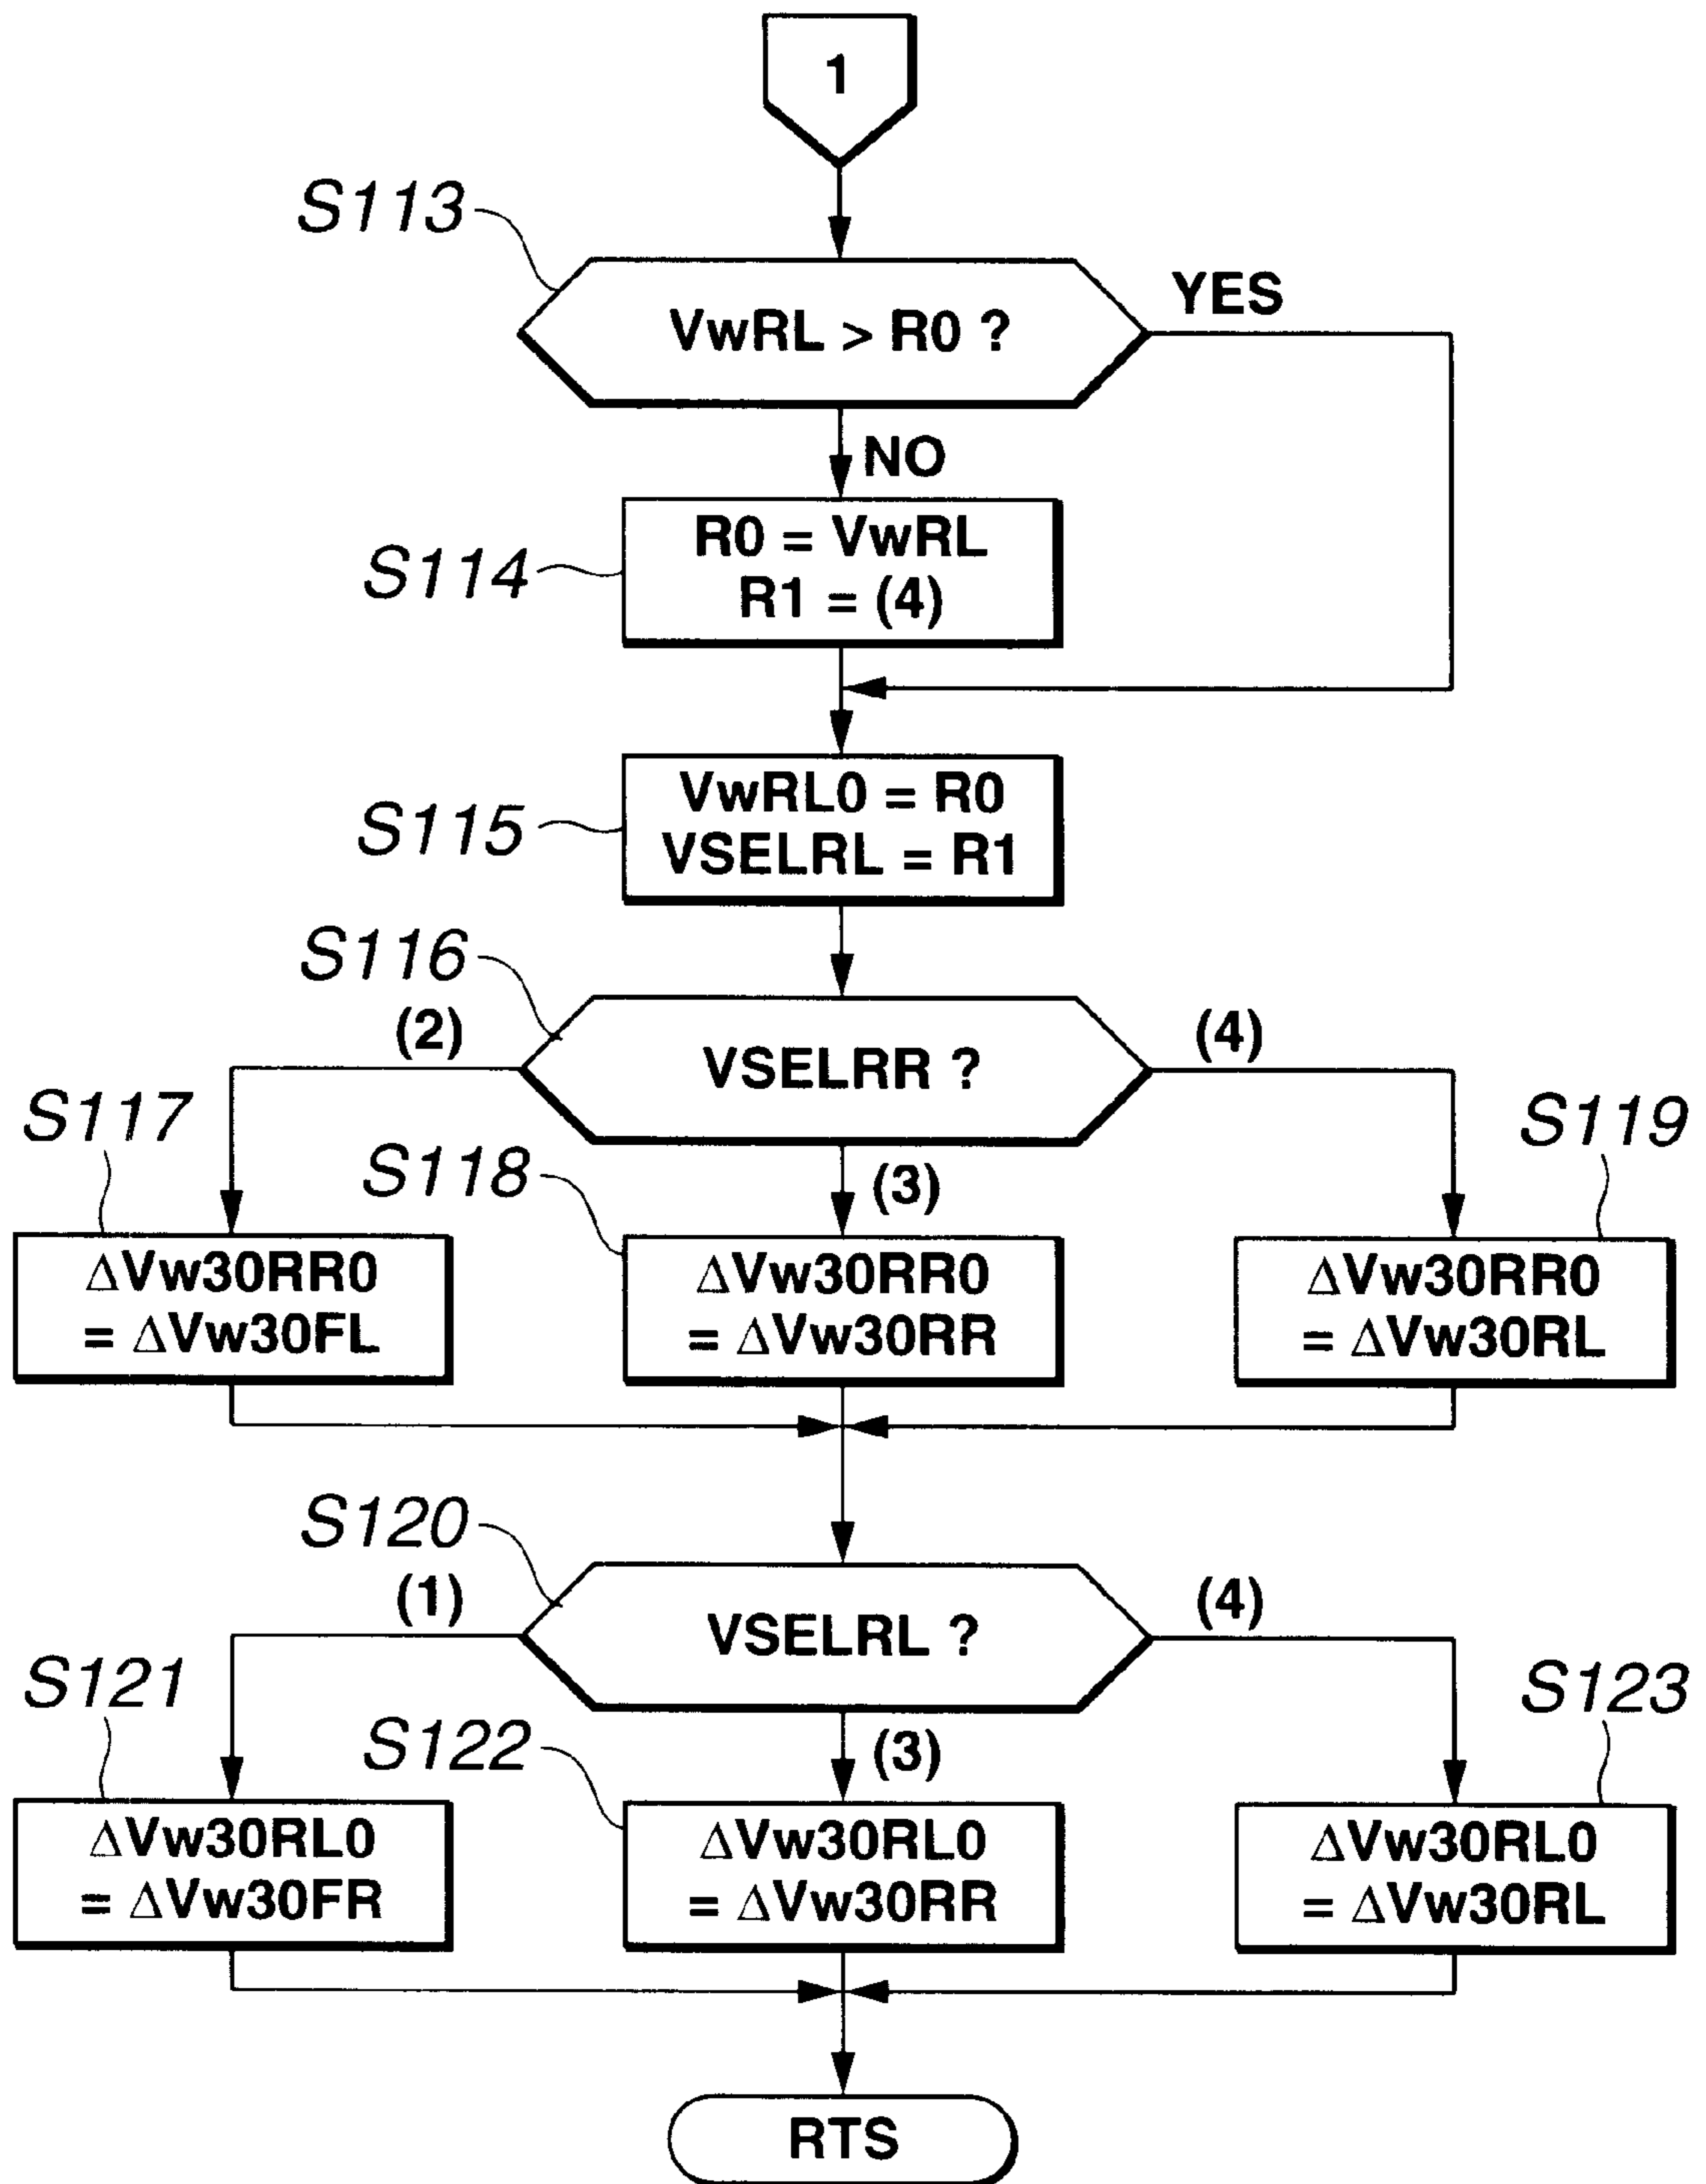 1
S113
YES
VwRL > R0 ?
NO
S114
R0 = VwRL
R1 = (4)
S115
VwRL0 = R0
VSELRL = R1
S116
(2)
VSELRR ?
(4)
S117
S118
(3)
S119
ΔVw30RR0
= ΔVw30FL
ΔVw30RR0
= ΔVw30RR
ΔVw30RR0
= ΔVw30RL
S120
(1)
VSELRL ?
(4)
S121
S122
(3)
S123
ΔVw30RL0
= ΔVw30FR
ΔVw30RL0
= ΔVw30RR
ΔVw30RL0
= ΔVw30RL
RTS